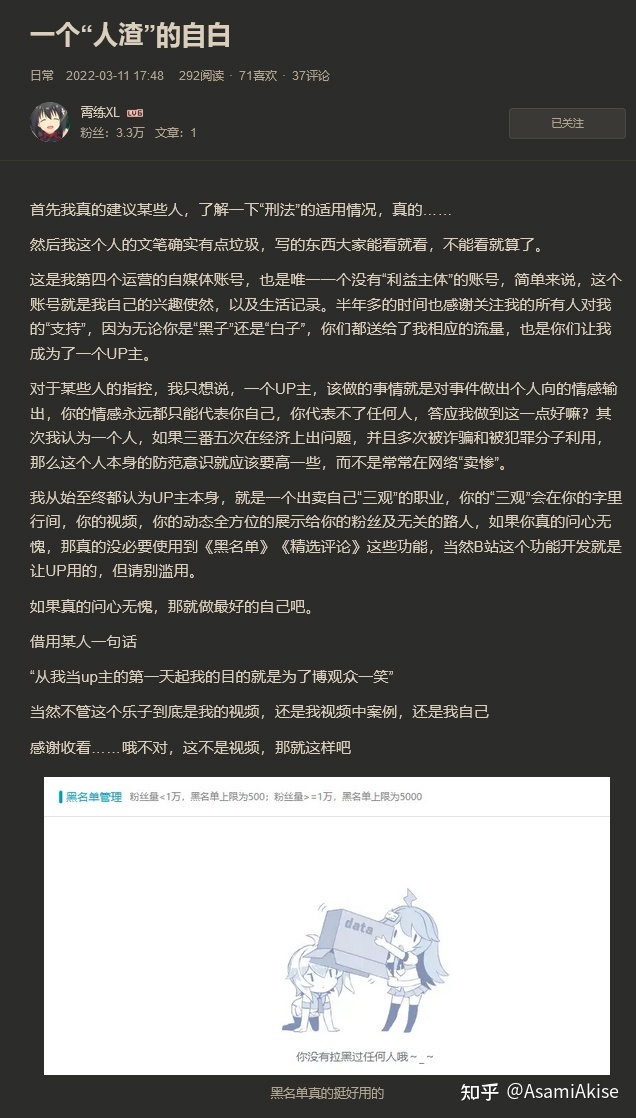 一个“人渣”的自白
日常 2022-03-11 17:48 292阅读 · 71喜欢 · 37评论
霄练XL LV6
粉丝：3.3万 文章：1
已关注
首先我真的建议某些人，了解一下“刑法”的适用情况，真的……
然后我这个人的文笔确实有点垃圾，写的东西大家能看就看，不能看就算了。
这是我第四个运营的自媒体账号，也是唯一一个没有“利益主体”的账号，简单来说，这个
账号就是我自己的兴趣使然，以及生活记录。半年多的时间也感谢关注我的所有人对我
的“支持”，因为无论你是“黑子”还是“白子”，你们都送给了我相应的流量，也是你们让我
成为了一个UP主。
对于某些人的指控，我只想说，一个UP主，该做的事情就是对事件做出个人向的情感输
出，你的情感永远都只能代表你自己，你代表不了任何人，答应我做到这一点好嘛？其
次我认为一个人，如果三番五次在经济上出问题，并且多次被诈骗和被犯罪分子利用，
那么这个人本身的防范意识就应该要高一些，而不是常常在网络“卖惨”。
我从始至终都认为UP主本身，就是一个出卖自己“三观”的职业，你的“三观”会在你的字里
行间，你的视频，你的动态全方位的展示给你的粉丝及无关的路人，如果你真的问心无
愧，那真的没必要使用到《黑名单》《精选评论》这些功能，当然B站这个功能开发就是
让UP用的，但请别滥用。
如果真的问心无愧，那就做最好的自己吧。
借用某人一句话
“从我当up主的第一天起我的目的就是为了博观众一笑”
当然不管这个乐子到底是我的视频，还是我视频中案例，还是我自己
感谢收看……哦不对，这不是视频，那就这样吧
黑名单管理 粉丝量<1万，黑名单上限为500；粉丝量>=1万，黑名单上限为5000
data
你没有拉黑过任何人哦～_～
黑名单真的挺好用的
知乎 @AsamiAkise